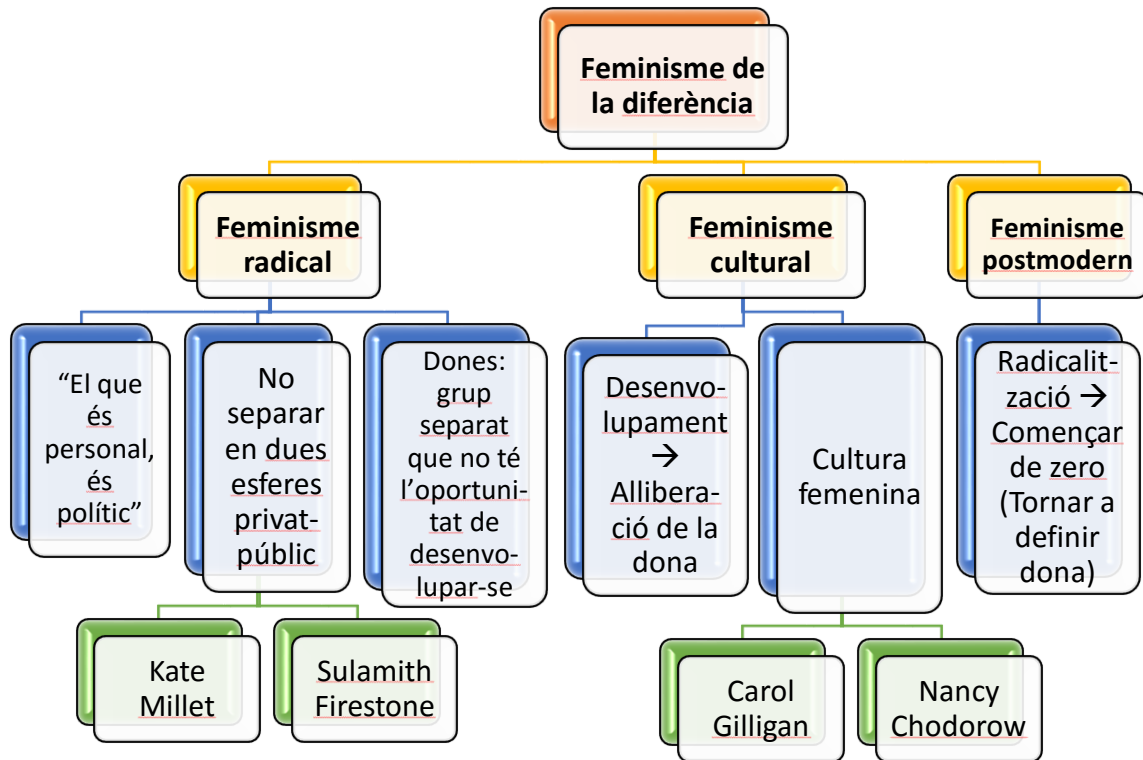 Feminisme de
la diferència
Feminisme
radical
Feminisme
cultural
Feminisme
postmodern
“El que
és
personal,
és
polític”
No
separar
en dues
esferes
privat-
públic
Dones:
grup
separat
que no té
l’oportuni-
tat de
desenvo-
lupar-se
Desenvo-
lupament
→
Allibera-
ció de la
dona
Cultura
femenina
Radicalit-
zació →
Començar
de zero
(Tornar a
definir
dona)
Kate
Millet
Sulamith
Firestone
Carol
Gilligan
Nancy
Chodorow